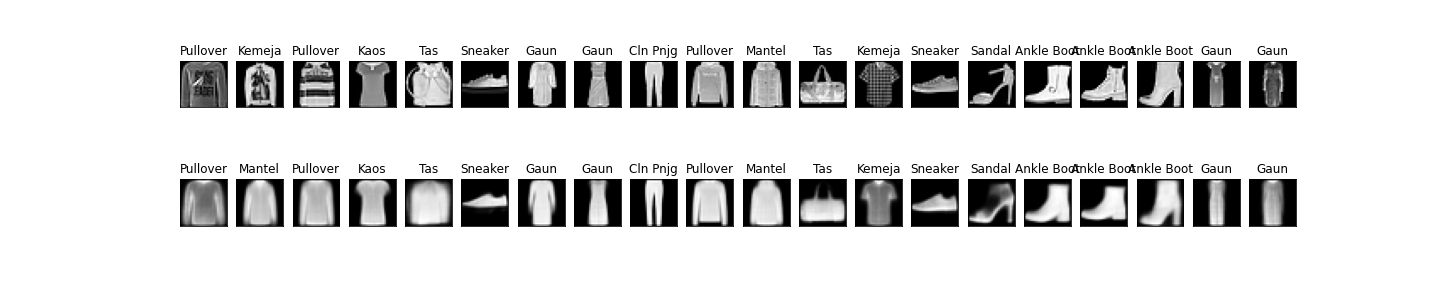 Pullover Kemeja Pullover Kaos Tas Sneaker Gaun Gaun Cln Pnjg Pullover Mantel Tas Kemeja Sneaker Sandal Ankle Boot Ankle Boot Ankle Boot Gaun Gaun
Pullover Mantel Pullover Kaos Tas Sneaker Gaun Gaun Cln Pnjg Pullover Mantel Tas Kemeja Sneaker Sandal Ankle Boot Ankle Boot Ankle Boot Gaun Gaun